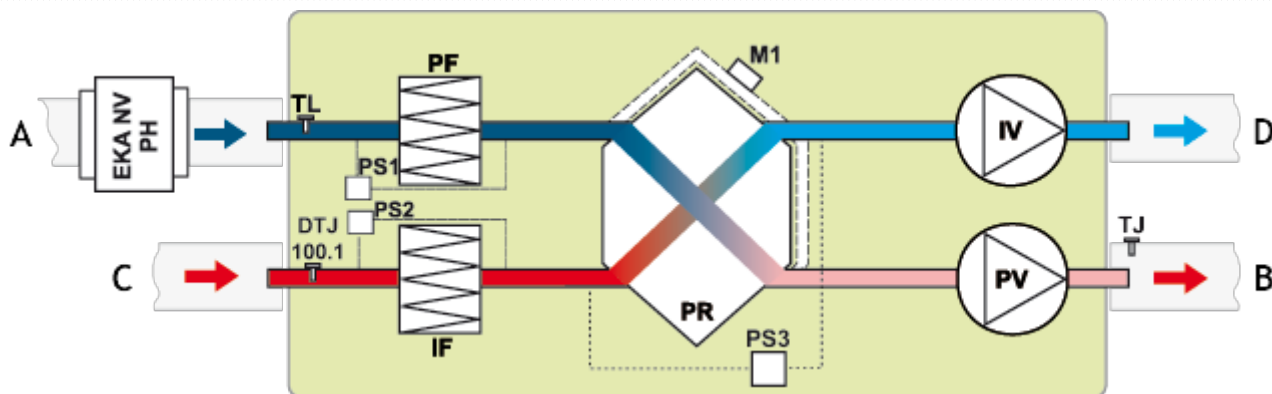 A
EKA NV
PH
TL
PF
PS1
M1
IV
D
C
DTJ
100.1
PS2
IF
PR
PS3
PV
TJ
B